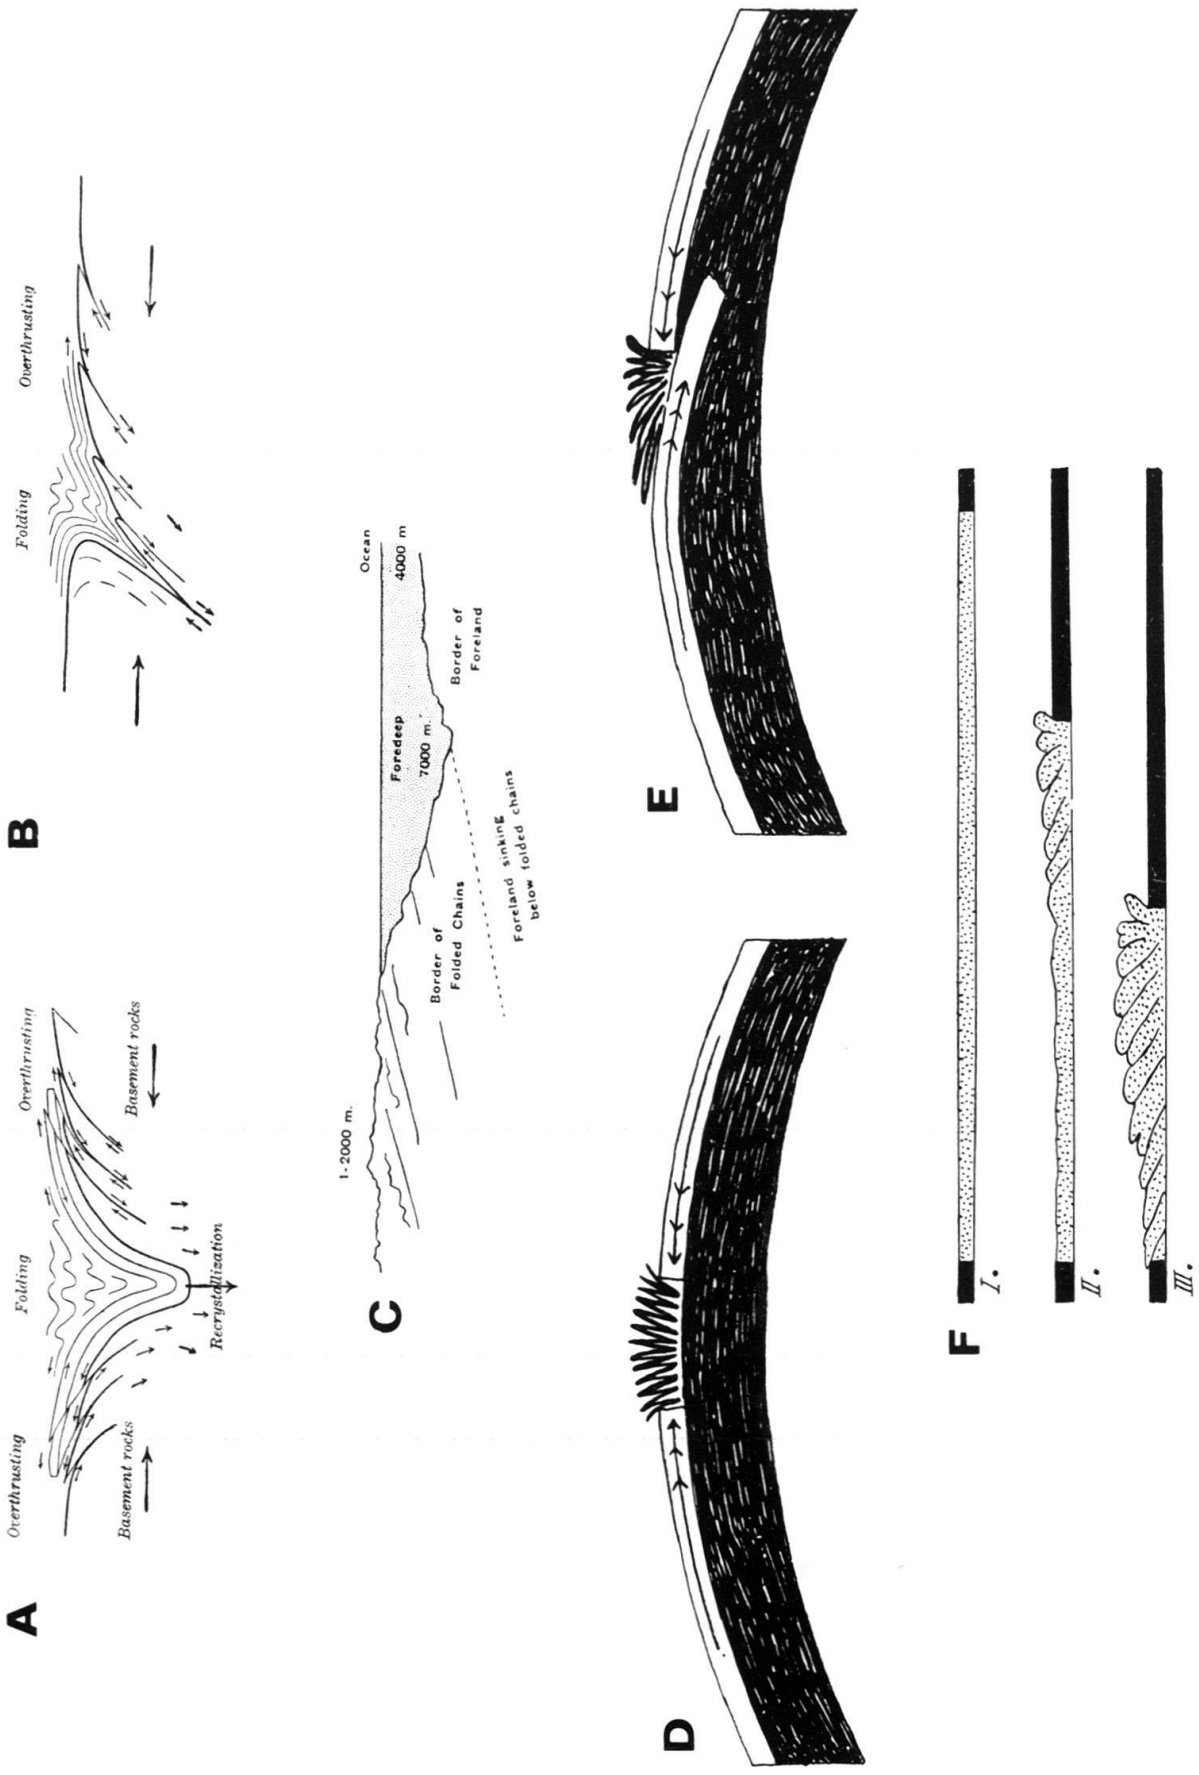 A
Overthrusting
Folding
Overthrusting
Basement rocks
Basement rocks
Recrystallization
B
Folding
Overthrusting
C
1-2000 m.
Ocean
Foredeep
4000 m
7000 m.
Border of
Folded Chains
Border of
Foreland
Foreland sinking
below folded chains
D
E
F
I.
II.
III.